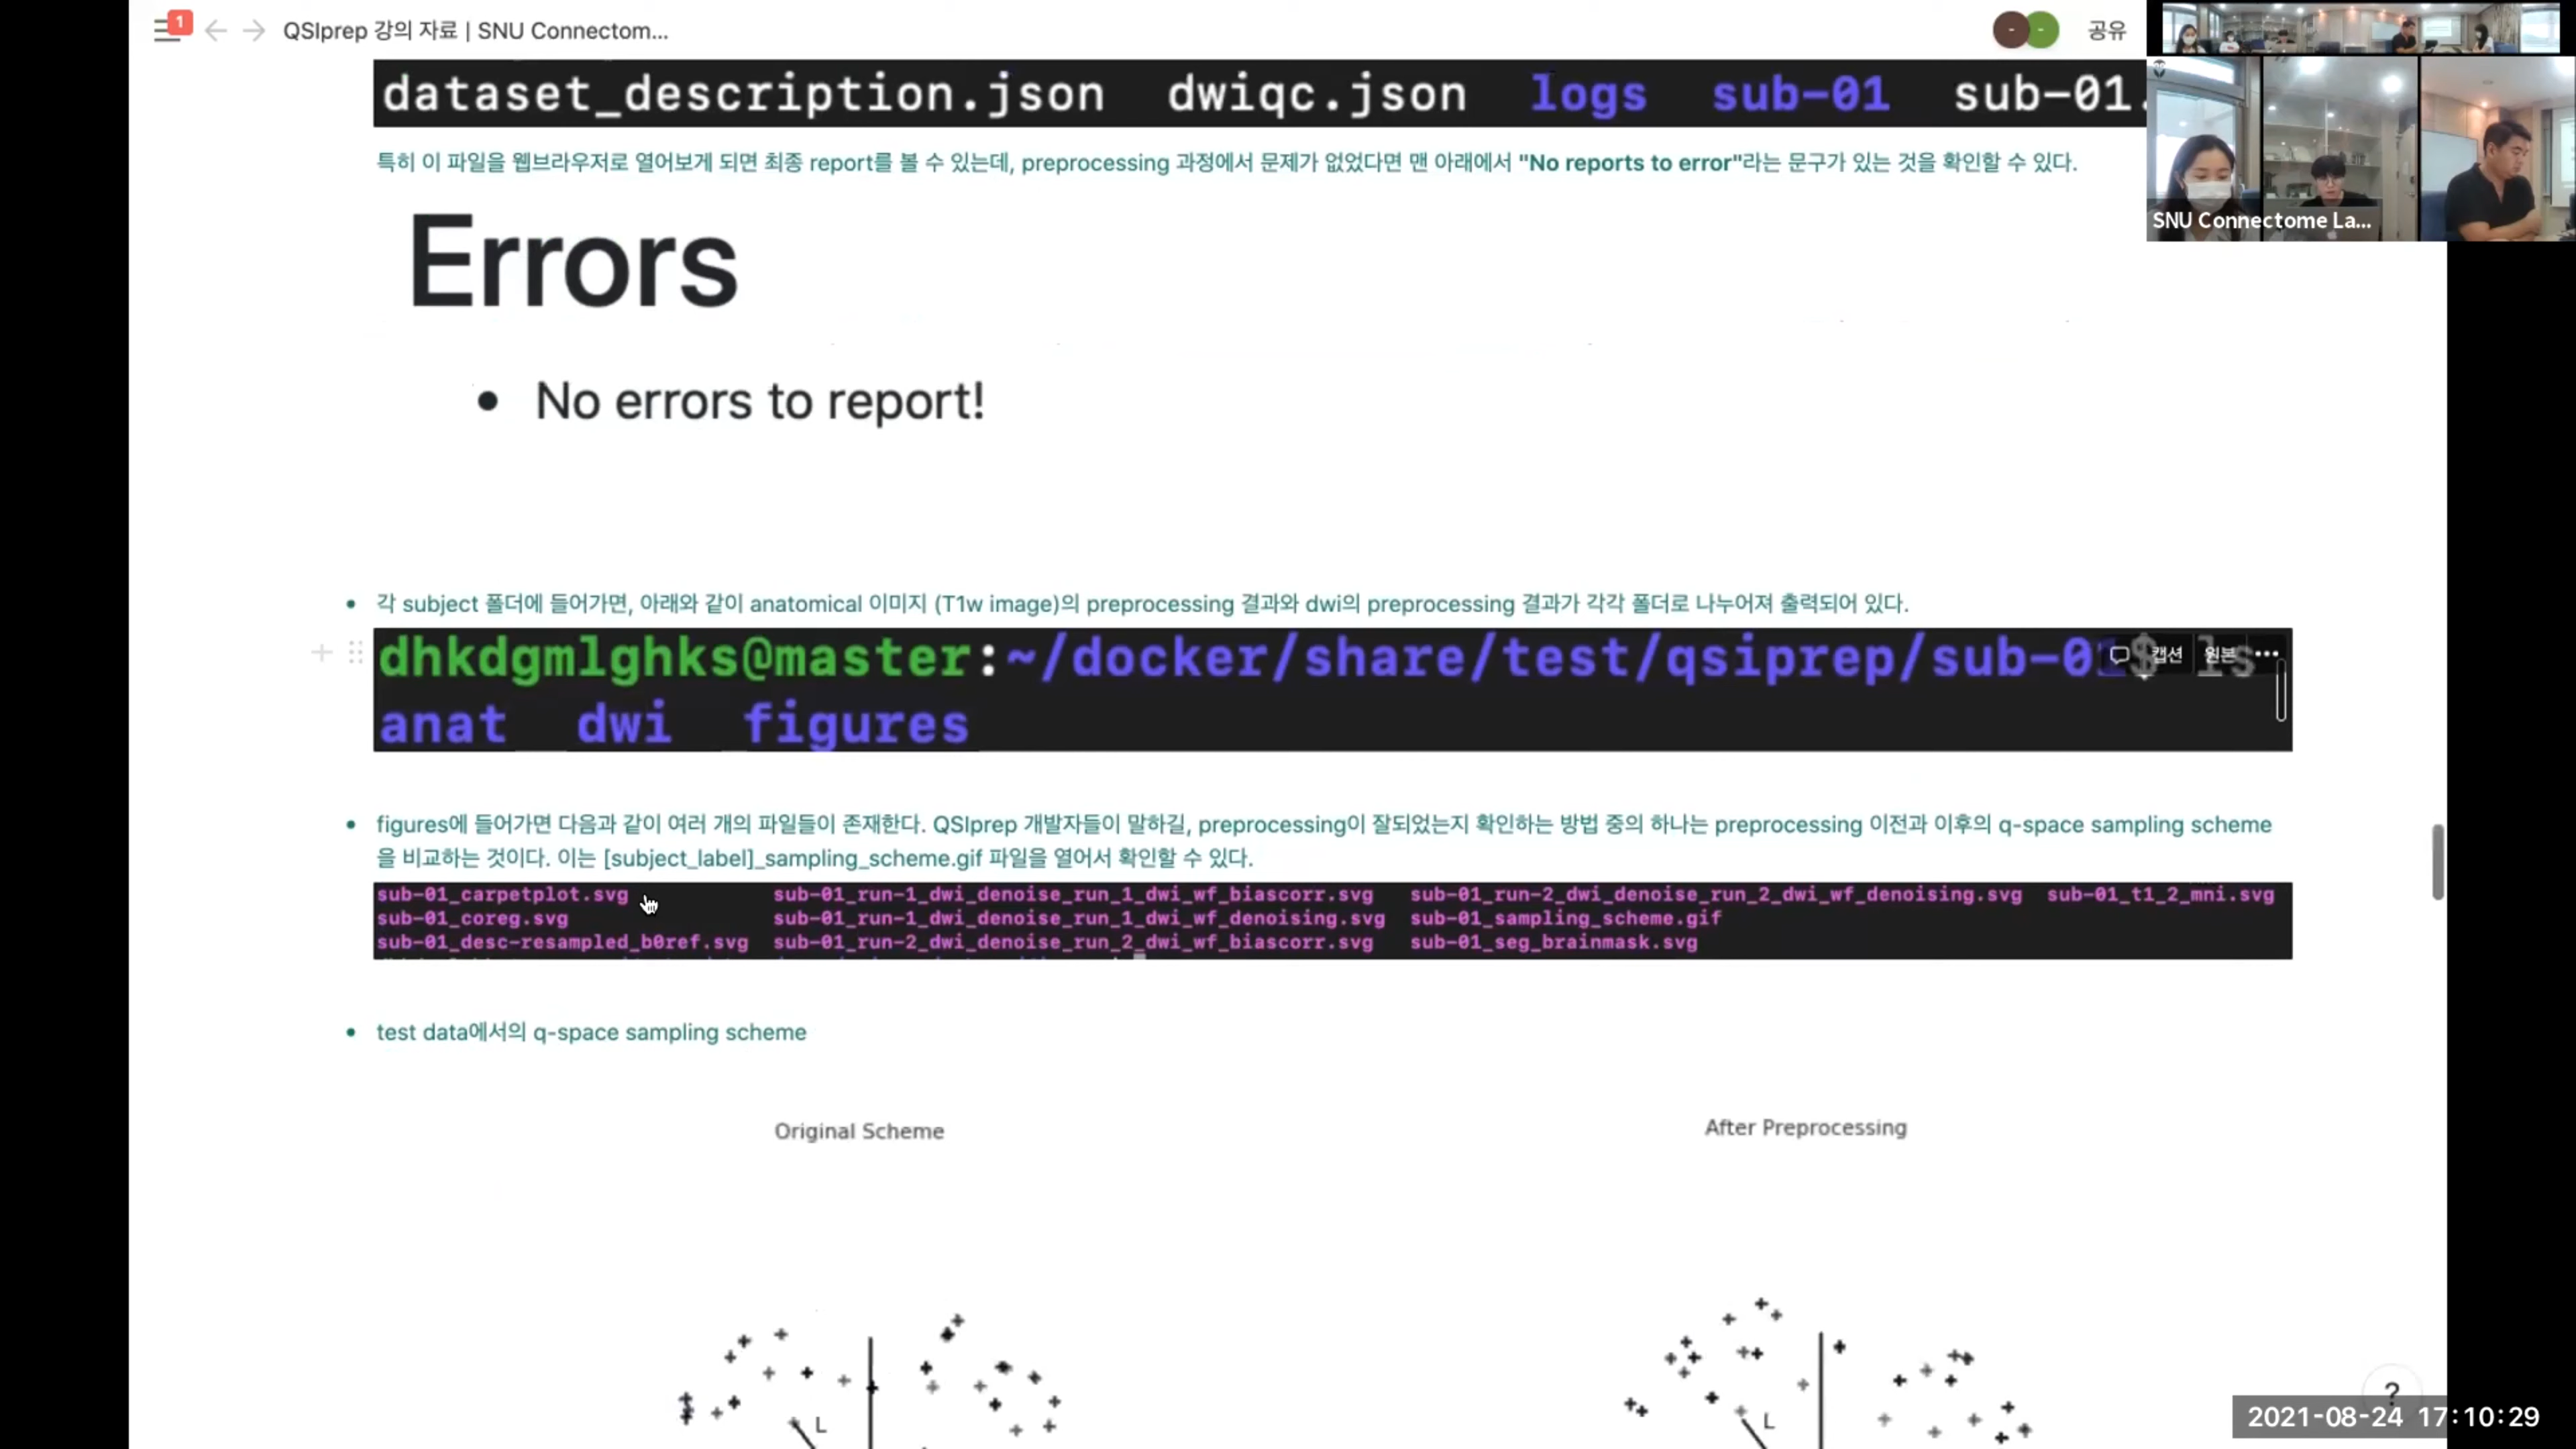 1
QSIprep 강의 자료 | SNU Connectom...
공유
dataset_description.json dwiqc.json logs sub-01 sub-01.
SNU Connectome La...
특히 이 파일을 웹브라우저로 열어보게 되면 최종 report를 볼 수 있는데, preprocessing 과정에서 문제가 없었다면 맨 아래에서 "No reports to error"라는 문구가 있는 것을 확인할 수 있다.
Errors
• No errors to report!
• 각 subject 폴더에 들어가면, 아래와 같이 anatomical 이미지 (T1w image)의 preprocessing 결과와 dwi의 preprocessing 결과가 각각 폴더로 나누어져 출력되어 있다.
dhkdgmlghks@master:~/docker/share/test/qsiprep/sub-01$ ls
캡션 원본 •••
anat dwi figures
• figures에 들어가면 다음과 같이 여러 개의 파일들이 존재한다. QSIprep 개발자들이 말하길, preprocessing이 잘되었는지 확인하는 방법 중의 하나는 preprocessing 이전과 이후의 q-space sampling scheme
을 비교하는 것이다. 이는 [subject_label]_sampling_scheme.gif 파일을 열어서 확인할 수 있다.
sub-01_carpetplot.svg sub-01_run-1_dwi_denoise_run_1_dwi_wf_biascorr.svg sub-01_run-2_dwi_denoise_run_2_dwi_wf_denoising.svg sub-01_t1_2_mni.svg
sub-01_coreg.svg sub-01_run-1_dwi_denoise_run_1_dwi_wf_denoising.svg sub-01_sampling_scheme.gif
sub-01_desc-resampled_b0ref.svg sub-01_run-2_dwi_denoise_run_2_dwi_wf_biascorr.svg sub-01_seg_brainmask.svg
• test data에서의 q-space sampling scheme
Original Scheme
After Preprocessing
L
L
?
2021-08-24 17:10:29